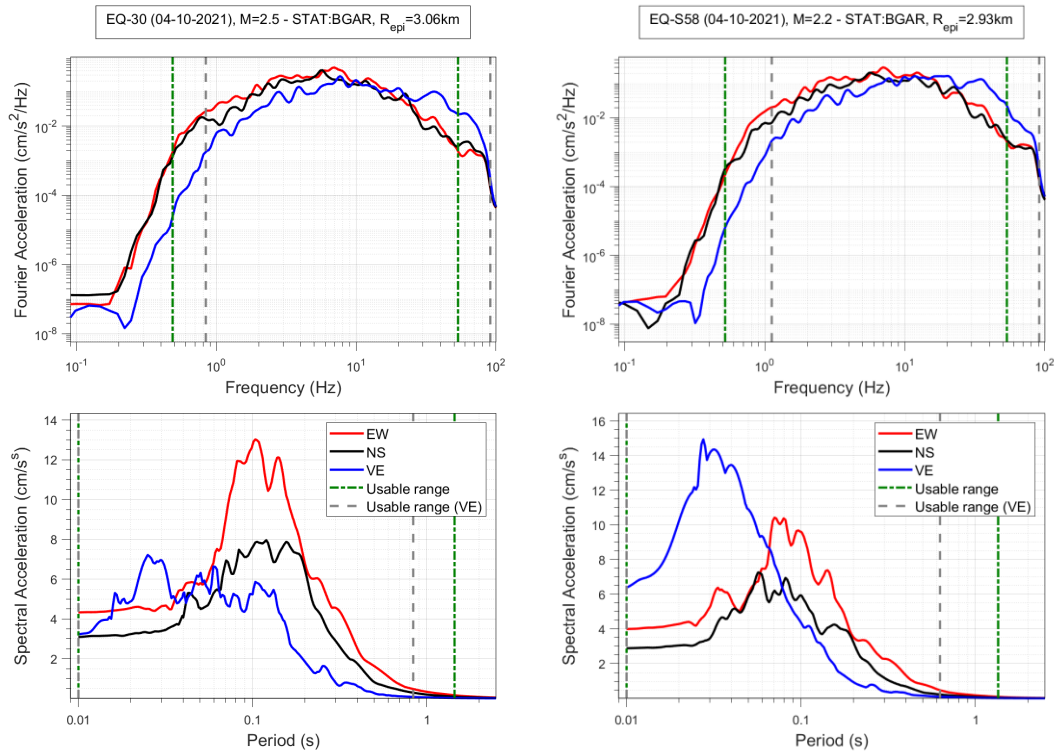 EQ-30 (04-10-2021), M=2.5 - STAT:BGAR, R_epi=3.06km
EQ-S58 (04-10-2021), M=2.2 - STAT:BGAR, R_epi=2.93km
Fourier Acceleration (cm/s²/Hz)
10⁻²
10⁻⁴
10⁻⁶
10⁻⁸
10⁻¹
10⁰
10¹
10²
Frequency (Hz)
Fourier Acceleration (cm/s²/Hz)
10⁻²
10⁻⁴
10⁻⁶
10⁻⁸
10⁻¹
10⁰
10¹
10²
Frequency (Hz)
Spectral Acceleration (cm/sˢ)
14
12
10
8
6
4
2
0.01
0.1
1
Period (s)
EW
NS
VE
Usable range
Usable range (VE)
Spectral Acceleration (cm/sˢ)
16
14
12
10
8
6
4
2
0.01
0.1
1
Period (s)
EW
NS
VE
Usable range
Usable range (VE)